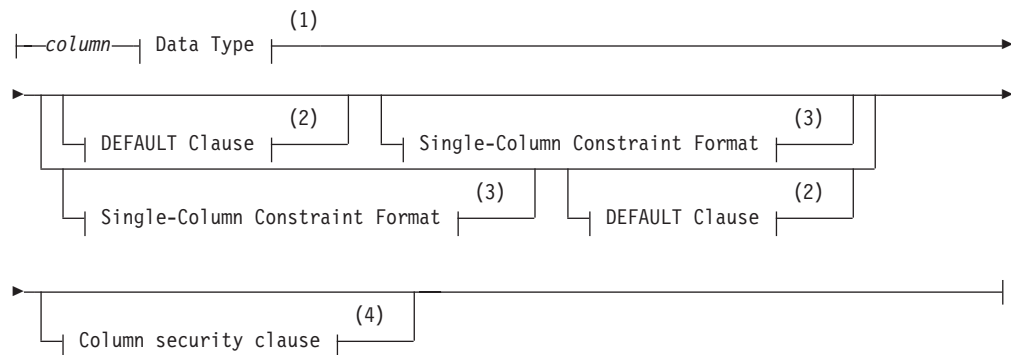 (1)
column Data Type
(2) (3)
DEFAULT Clause Single-Column Constraint Format
(3) (2)
Single-Column Constraint Format DEFAULT Clause
(4)
Column security clause